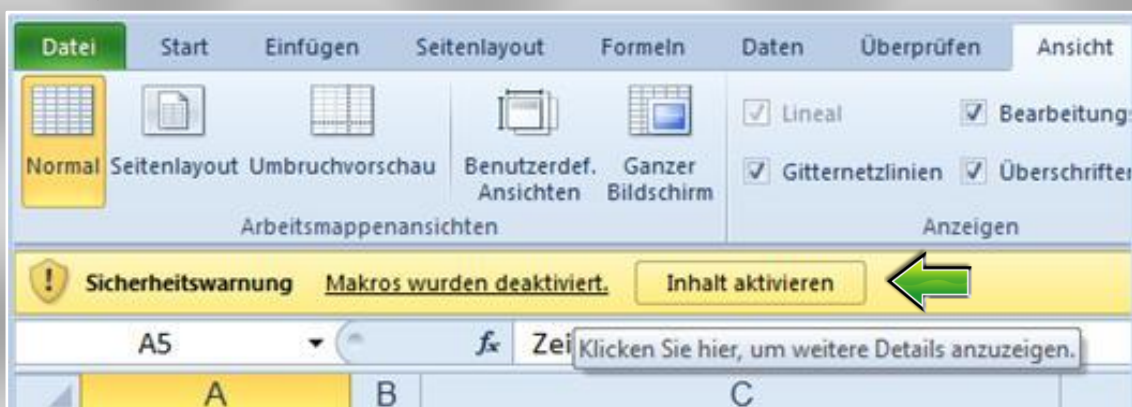 Datei Start Einfügen Seitenlayout Formeln Daten Überprüfen Ansicht
Lineal Bearbeitungs
Normal Seitenlayout Umbruchvorschau Benutzerdef. Ansichten Ganzer Bildschirm
Gitternetzlinien Überschriften
Arbeitsmappenansichten Anzeigen
Sicherheitswarnung Makros wurden deaktiviert. Inhalt aktivieren
A5 fx Zei
Klicken Sie hier, um weitere Details anzuzeigen.
A B C